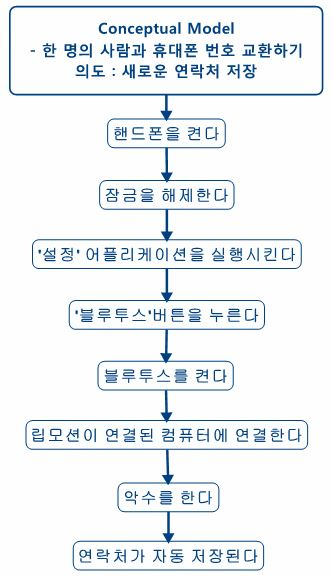 Conceptual Model
- 한 명의 사람과 휴대폰 번호 교환하기
의도 : 새로운 연락처 저장
핸드폰을 켠다
잠금을 해제한다
'설정' 어플리케이션을 실행시킨다
'블루투스'버튼을 누른다
블루투스를 켠다
립모션이 연결된 컴퓨터에 연결한다
악수를 한다
연락처가 자동 저장된다